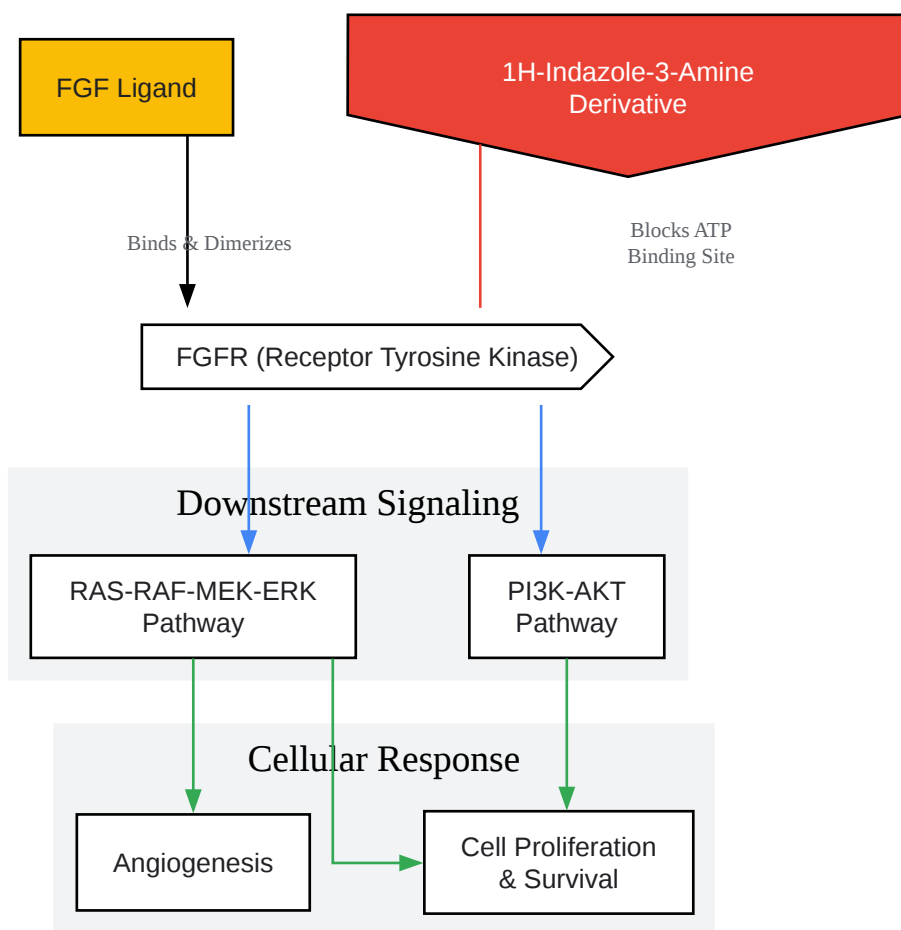 FGF Ligand
1H-Indazole-3-Amine
Derivative
Binds & Dimerizes
Blocks ATP
Binding Site
FGFR (Receptor Tyrosine Kinase)
Downstream Signaling
RAS-RAF-MEK-ERK
Pathway
PI3K-AKT
Pathway
Cellular Response
Angiogenesis
Cell Proliferation
& Survival